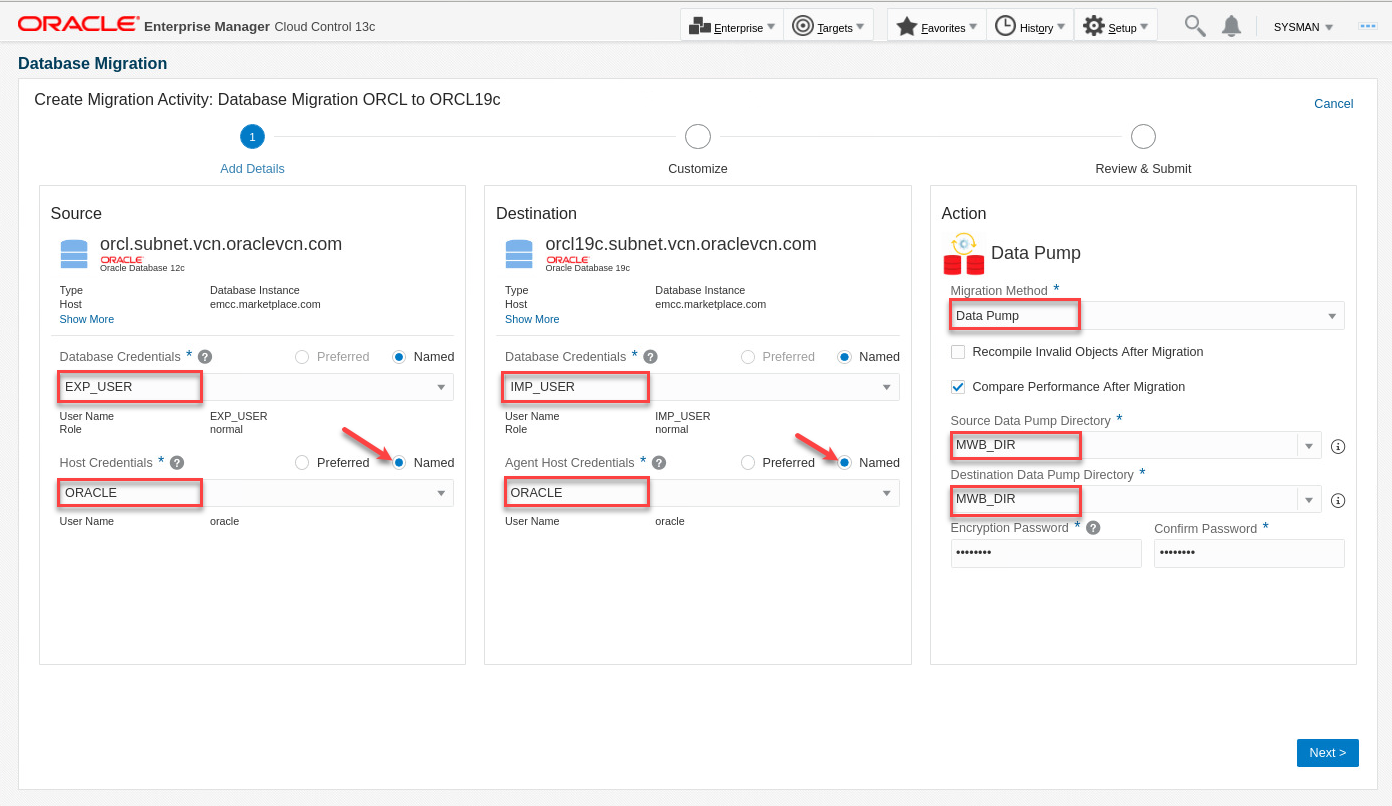 ORACLE Enterprise Manager Cloud Control 13c
Enterprise Targets Favorites History Setup SYSMAN
Database Migration
Create Migration Activity: Database Migration ORCL to ORCL19c
Cancel
1
Add Details Customize Review & Submit
Source
orcl.subnet.vcn.oraclevcn.com
ORACLE
Oracle Database 12c
Type Database Instance
Host emcc.marketplace.com
Show More
Database Credentials * ? Preferred Named
EXP_USER
User Name EXP_USER
Role normal
Host Credentials * ? Preferred Named
ORACLE
User Name oracle
Destination
orcl19c.subnet.vcn.oraclevcn.com
ORACLE
Oracle Database 19c
Type Database Instance
Host emcc.marketplace.com
Show More
Database Credentials * ? Preferred Named
IMP_USER
User Name IMP_USER
Role normal
Agent Host Credentials * ? Preferred Named
ORACLE
User Name oracle
Action
Data Pump
Migration Method *
Data Pump
Recompile Invalid Objects After Migration
Compare Performance After Migration
Source Data Pump Directory *
MWB_DIR
Destination Data Pump Directory *
MWB_DIR
Encryption Password * ? Confirm Password *
•••••••• ••••••••
Next >